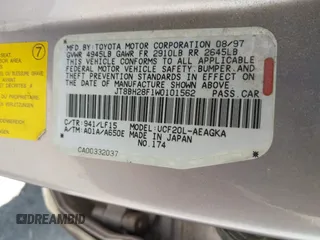 7
MFD. BY: TOYOTA MOTOR CORPORATION 08/97
GVWR 4945LB GAWR FR 2910LB RR 2645LB
THIS VEHICLE CONFORMS TO ALL APPLICABLE
FEDERAL MOTOR VEHICLE SAFETY, BUMPER, AND
THEFT PREVENTION STANDARDS IN EFFECT ON
THE DATE OF MANUFACTURE SHOWN ABOVE.
JT8BH28F1W0101562 PASS CAR
C/TR: 941/LF15 MODEL: UCF20L-AEAGKA
A/TM: A01A/A650E MADE IN JAPAN
NO.174
CA00332037
DREAMBID